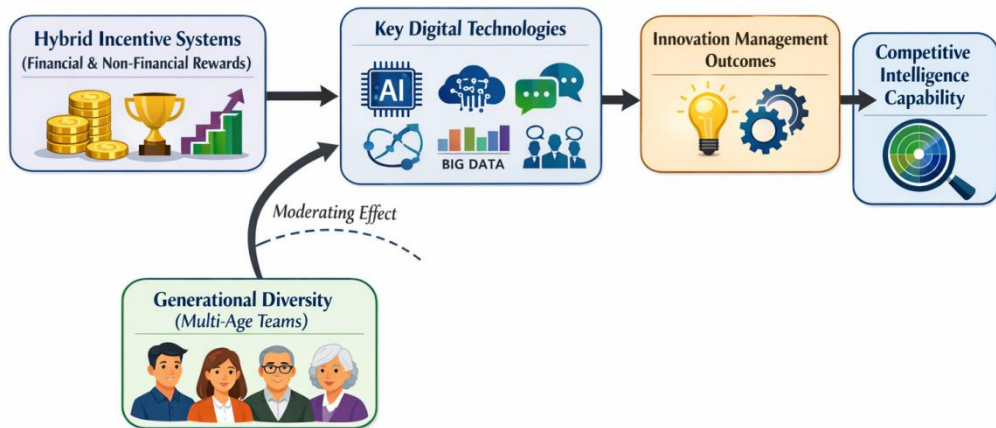 Hybrid Incentive Systems
(Financial & Non-Financial Rewards)
Key Digital Technologies
AI
BIG DATA
Innovation Management
Outcomes
Competitive
Intelligence
Capability
Moderating Effect
Generational Diversity
(Multi-Age Teams)